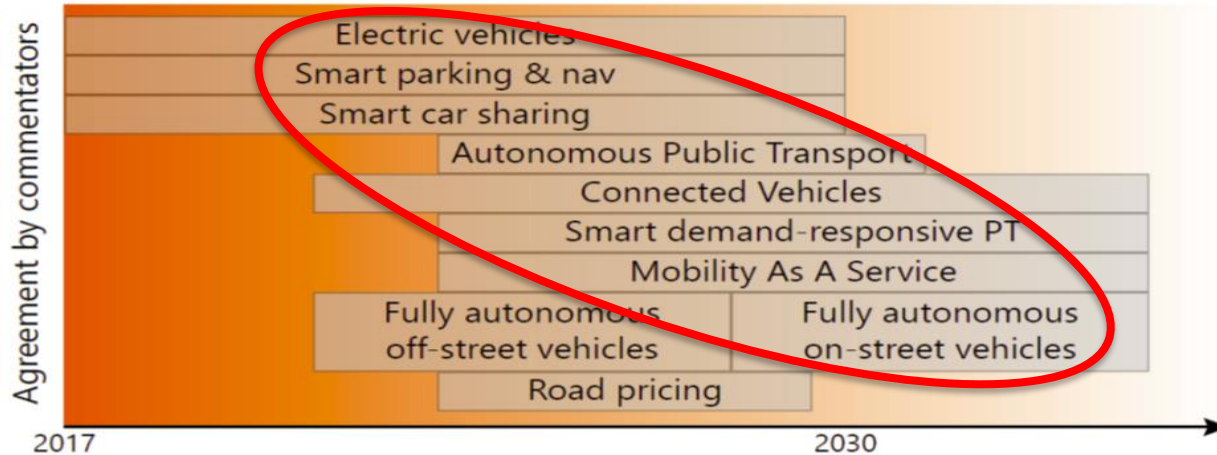 Agreement by commentators
Electric vehicles
Smart parking & nav
Smart car sharing
Autonomous Public Transport
Connected Vehicles
Smart demand-responsive PT
Mobility As A Service
Fully autonomous
off-street vehicles
Fully autonomous
on-street vehicles
Road pricing
2017
2030